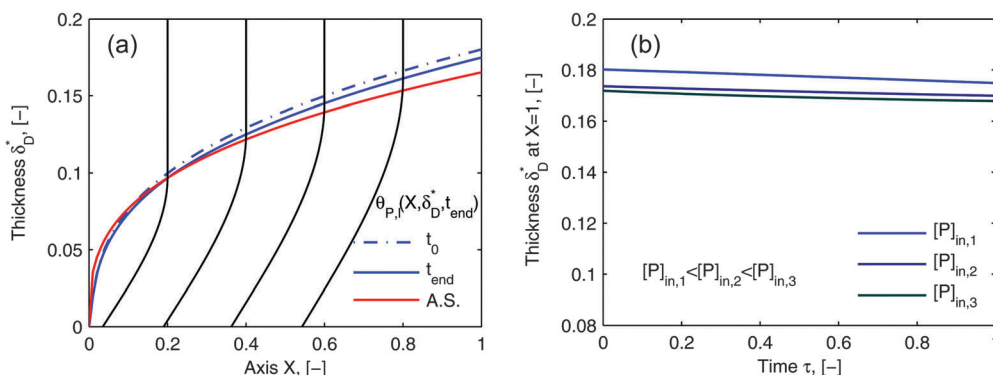 (a)
Thickness δ*D, [−]
0.2
0.15
0.1
0.05
0
0 0.2 0.4 0.6 0.8 1
Axis X, [−]
θP,i(X,δ*D,tend)
t0
tend
A.S.
(b)
Thickness δ*D at X=1, [−]
0.2
0.18
0.16
0.14
0.12
0.1
0.08
0 0.2 0.4 0.6 0.8 1
Time τ, [−]
[P]in,1<[P]in,2<[P]in,3
[P]in,1
[P]in,2
[P]in,3